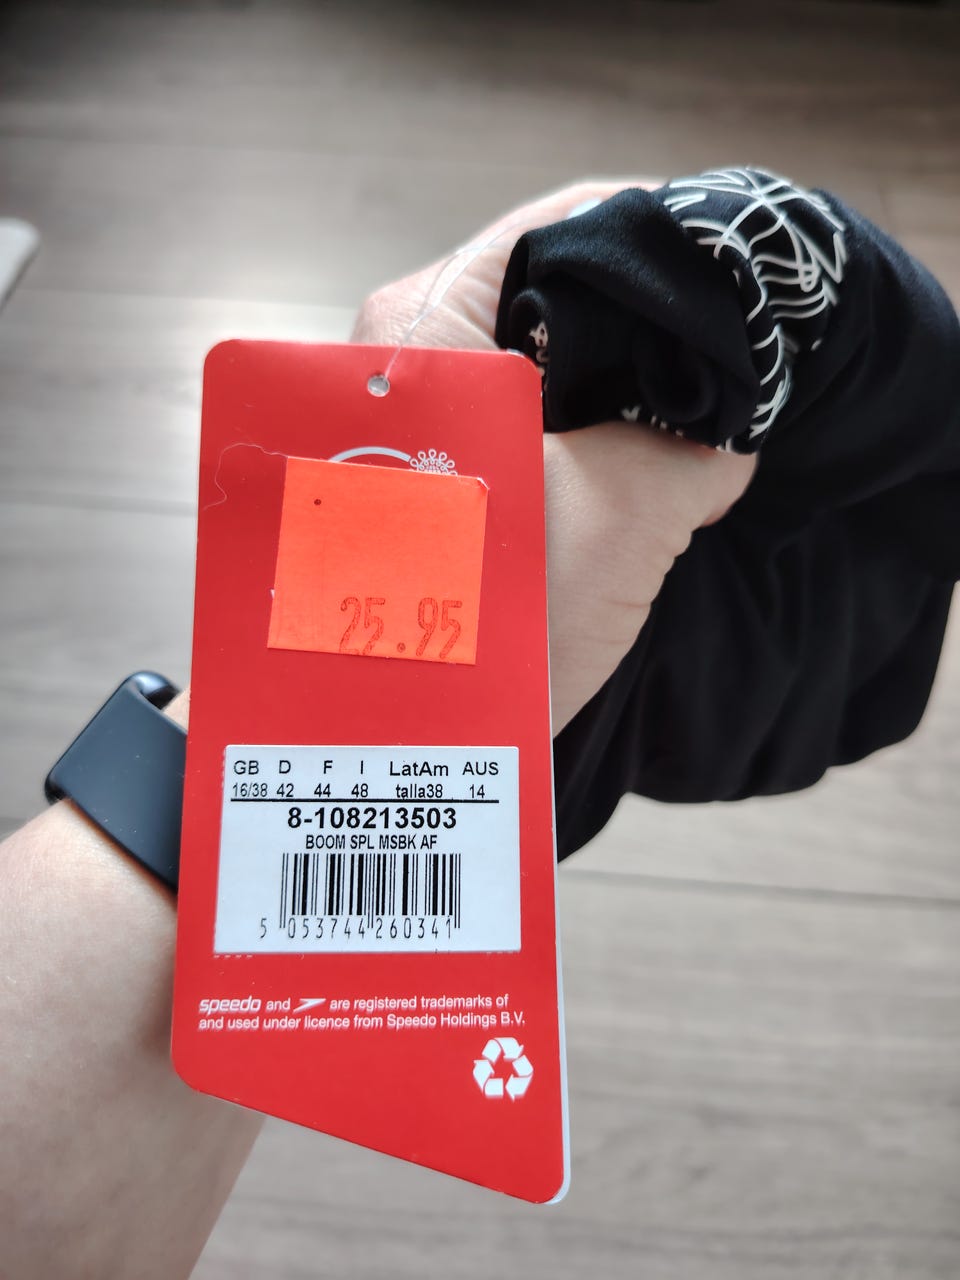 25.95
GB D F I LatAm AUS
16/38 42 44 48 talla38 14
8-108213503
BOOM SPL MSBK AF
5 053744 260341
speedo and are registered trademarks of
and used under licence from Speedo Holdings B.V.